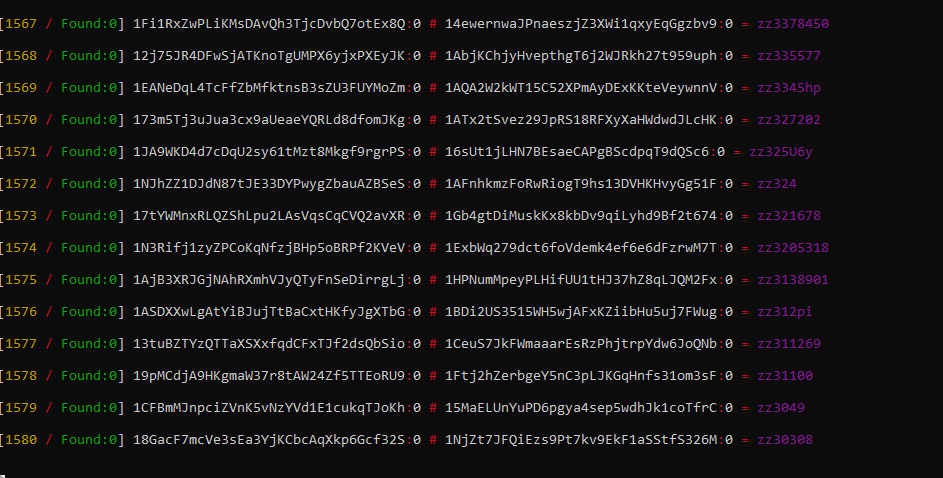 [1567 / Found:0] 1Fi1RxZwPLiKMsDAvQh3TjcDvbQ7otEx8Q:0 # 14ewernwaJPnaeszjZ3XWi1qxyEqGgzbv9:0 = zz3378450
[1568 / Found:0] 12j75JR4DFwSjATKnoTgUMPX6yjxPXEyJK:0 # 1AbjKChjyHvepthgT6j2WJRkh27t959uph:0 = zz335577
[1569 / Found:0] 1EANeDqL4TcFfZbMfktnsB3sZU3FUYMoZm:0 # 1AQA2W2kWT15C52XPmAyDExKKteVeywnnV:0 = zz3345hp
[1570 / Found:0] 173m5Tj3uJua3cx9aUeaeYQRLd8dfomJKg:0 # 1ATx2tSvez29JpRS18RFXyXaHWdwdJLcHK:0 = zz327202
[1571 / Found:0] 1JA9WKD4d7cDqU2sy61tMzt8Mkgf9rgrPS:0 # 16sUt1jLHN7BEsaeCAPgBScdpqT9dQSc6:0 = zz325U6y
[1572 / Found:0] 1NJhZZ1DJdN87tJE33DYPwygZbauAZBSeS:0 # 1AFnhkmzFoRwRiogT9hs13DVHKHvyGg51F:0 = zz324
[1573 / Found:0] 17tYWMnxRLQZShLpu2LAsVqsCqCVQ2avXR:0 # 1Gb4gtDiMuskKx8kbDv9qiLyhd9Bf2t674:0 = zz321678
[1574 / Found:0] 1N3Rifj1zyZPCoKqNfzjBHp5oBRPf2KVeV:0 # 1ExbWq279dct6foVdemk4ef6e6dFzrwM7T:0 = zz3205318
[1575 / Found:0] 1AjB3XRJGjNAhRXmhVJyQTyFnSeDirrgLj:0 # 1HPNumMpeyPLHifUU1tHJ37hZ8qLJQM2Fx:0 = zz3138901
[1576 / Found:0] 1ASDXXwLgAtYiBJujTtBaCxtHKfyJgXTbG:0 # 1BDi2US3515WH5wjAFxKZiibHu5uj7FWug:0 = zz312pi
[1577 / Found:0] 13tuBZTYzQTTaXSXxfqdCFxTJf2dsQbSio:0 # 1CeuS7JkFWmaaarEsRzPhjtrpYdw6JoQNb:0 = zz311269
[1578 / Found:0] 19pMCdjA9HKgmaW37r8tAW24Zf5TTEoRU9:0 # 1Ftj2hZerbgeY5nC3pLJKGqHnfs31om3sF:0 = zz31100
[1579 / Found:0] 1CFBmMJnpciZVnK5vNzYVd1E1cukqTJoKh:0 # 15MaELUnYuPD6pgya4sep5wdhJk1coTfrC:0 = zz3049
[1580 / Found:0] 18GacF7mcVe3sEa3YjKCbcAqXkp6Gcf32S:0 # 1NjZt7JFQiEzs9Pt7kv9EkF1aSStfS326M:0 = zz30308